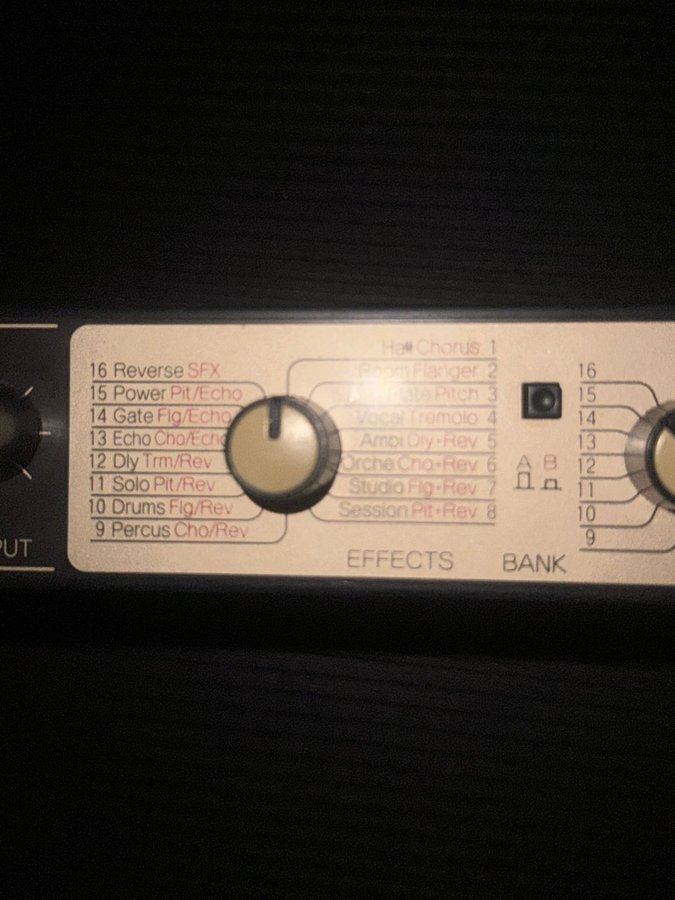 16 Reverse SFX
15 Power Pit/Echo
14 Gate Flg/Echo
13 Echo Cho/Echo
12 Dly Trm/Rev
11 Solo Pit/Rev
10 Drums Flg/Rev
9 Percus Cho/Rev
Hall Chorus 1
Room Flanger 2
Plate Pitch 3
Vocal Tremolo 4
Ambi Dly+Rev 5
Orche Cho+Rev 6
Studio Flg+Rev 7
Session Pit+Rev 8
EFFECTS
A B
BANK
16
15
14
13
12
11
10
9
PUT